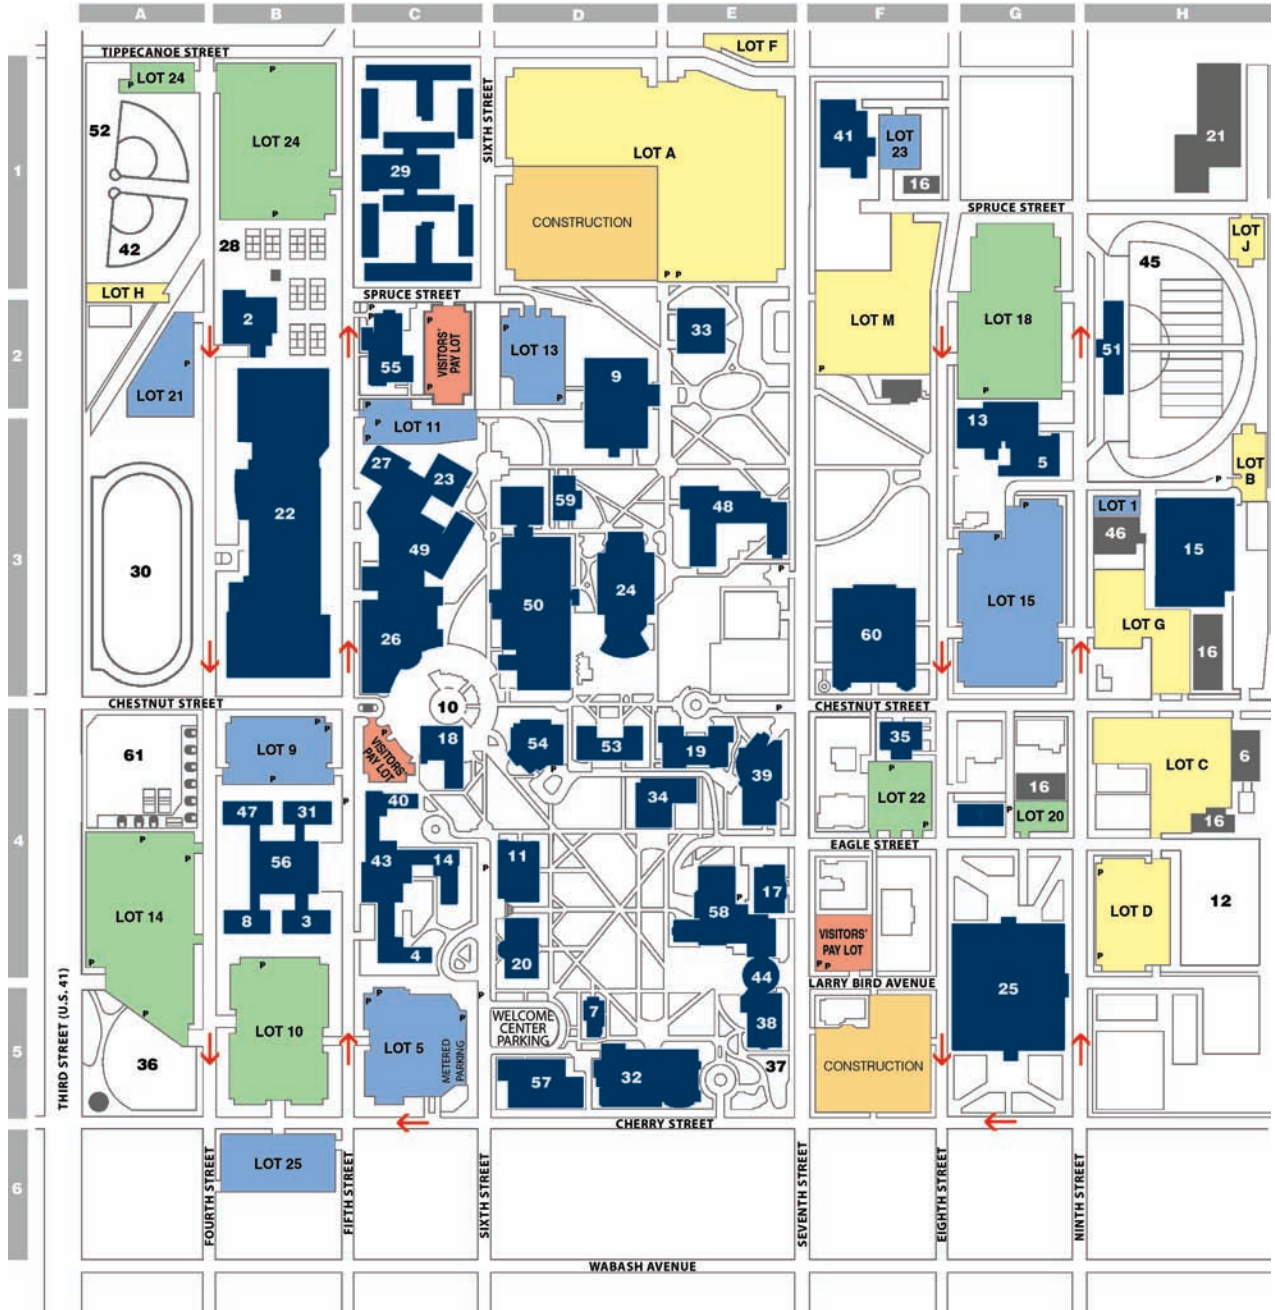 A B C D E F G H
LOT F
TIPPECANOE STREET
LOT 24
P
P
52
LOT 24
SIXTH STREET
LOT A
41
LOT
23
21
1
29
16
CONSTRUCTION
SPRUCE STREET
P
42
28
LOT
J
45
P P
LOT H
SPRUCE STREET
P
P
2
P
P
VISITORS'
PAY LOT
P
LOT 13
33
LOT M
LOT 18
51
2
P
55
9
P
LOT 21
P
P
P
P
P
LOT 11
P
13
5
LOT
B
27
23
P
59
48
P
LOT 1
22
46
15
49
P
3
30
P
24
50
LOT 15
LOT G
26
60
16
CHESTNUT STREET
10
P
CHESTNUT STREET
P
P
61
LOT 9
P
VISITORS'
PAY LOT
18
54
53
19
39
35
6
LOT C
P
P
P
16
40
34
LOT 22
P
47
31
P
P
LOT 20
16
P
EAGLE STREET
4
P
56
43
14
11
P
17
LOT 14
P
58
LOT D
P
12
8
3
VISITORS'
PAY LOT
4
20
P
P
P
P
P
44
25
THIRD STREET (U.S. 41)
LARRY BIRD AVENUE
P
P
P
P
WELCOME
CENTER
PARKING
7
38
P
LOT 10
LOT 5
METERED
PARKING
5
36
57
32
37
CONSTRUCTION
CHERRY STREET
LOT 25
6
FOURTH STREET
FIFTH STREET
SIXTH STREET
SEVENTH STREET
EIGHTH STREET
NINTH STREET
WABASH AVENUE